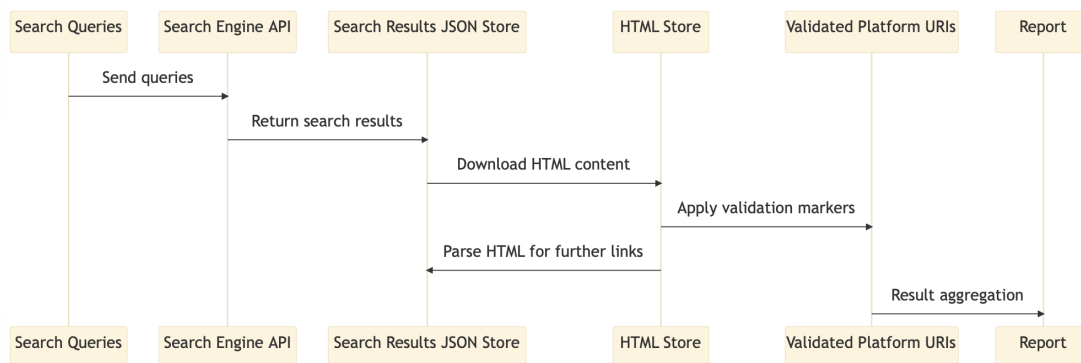 Search Queries
Search Engine API
Search Results JSON Store
HTML Store
Validated Platform URIs
Report
Send queries
Return search results
Download HTML content
Apply validation markers
Parse HTML for further links
Result aggregation
Search Queries
Search Engine API
Search Results JSON Store
HTML Store
Validated Platform URIs
Report